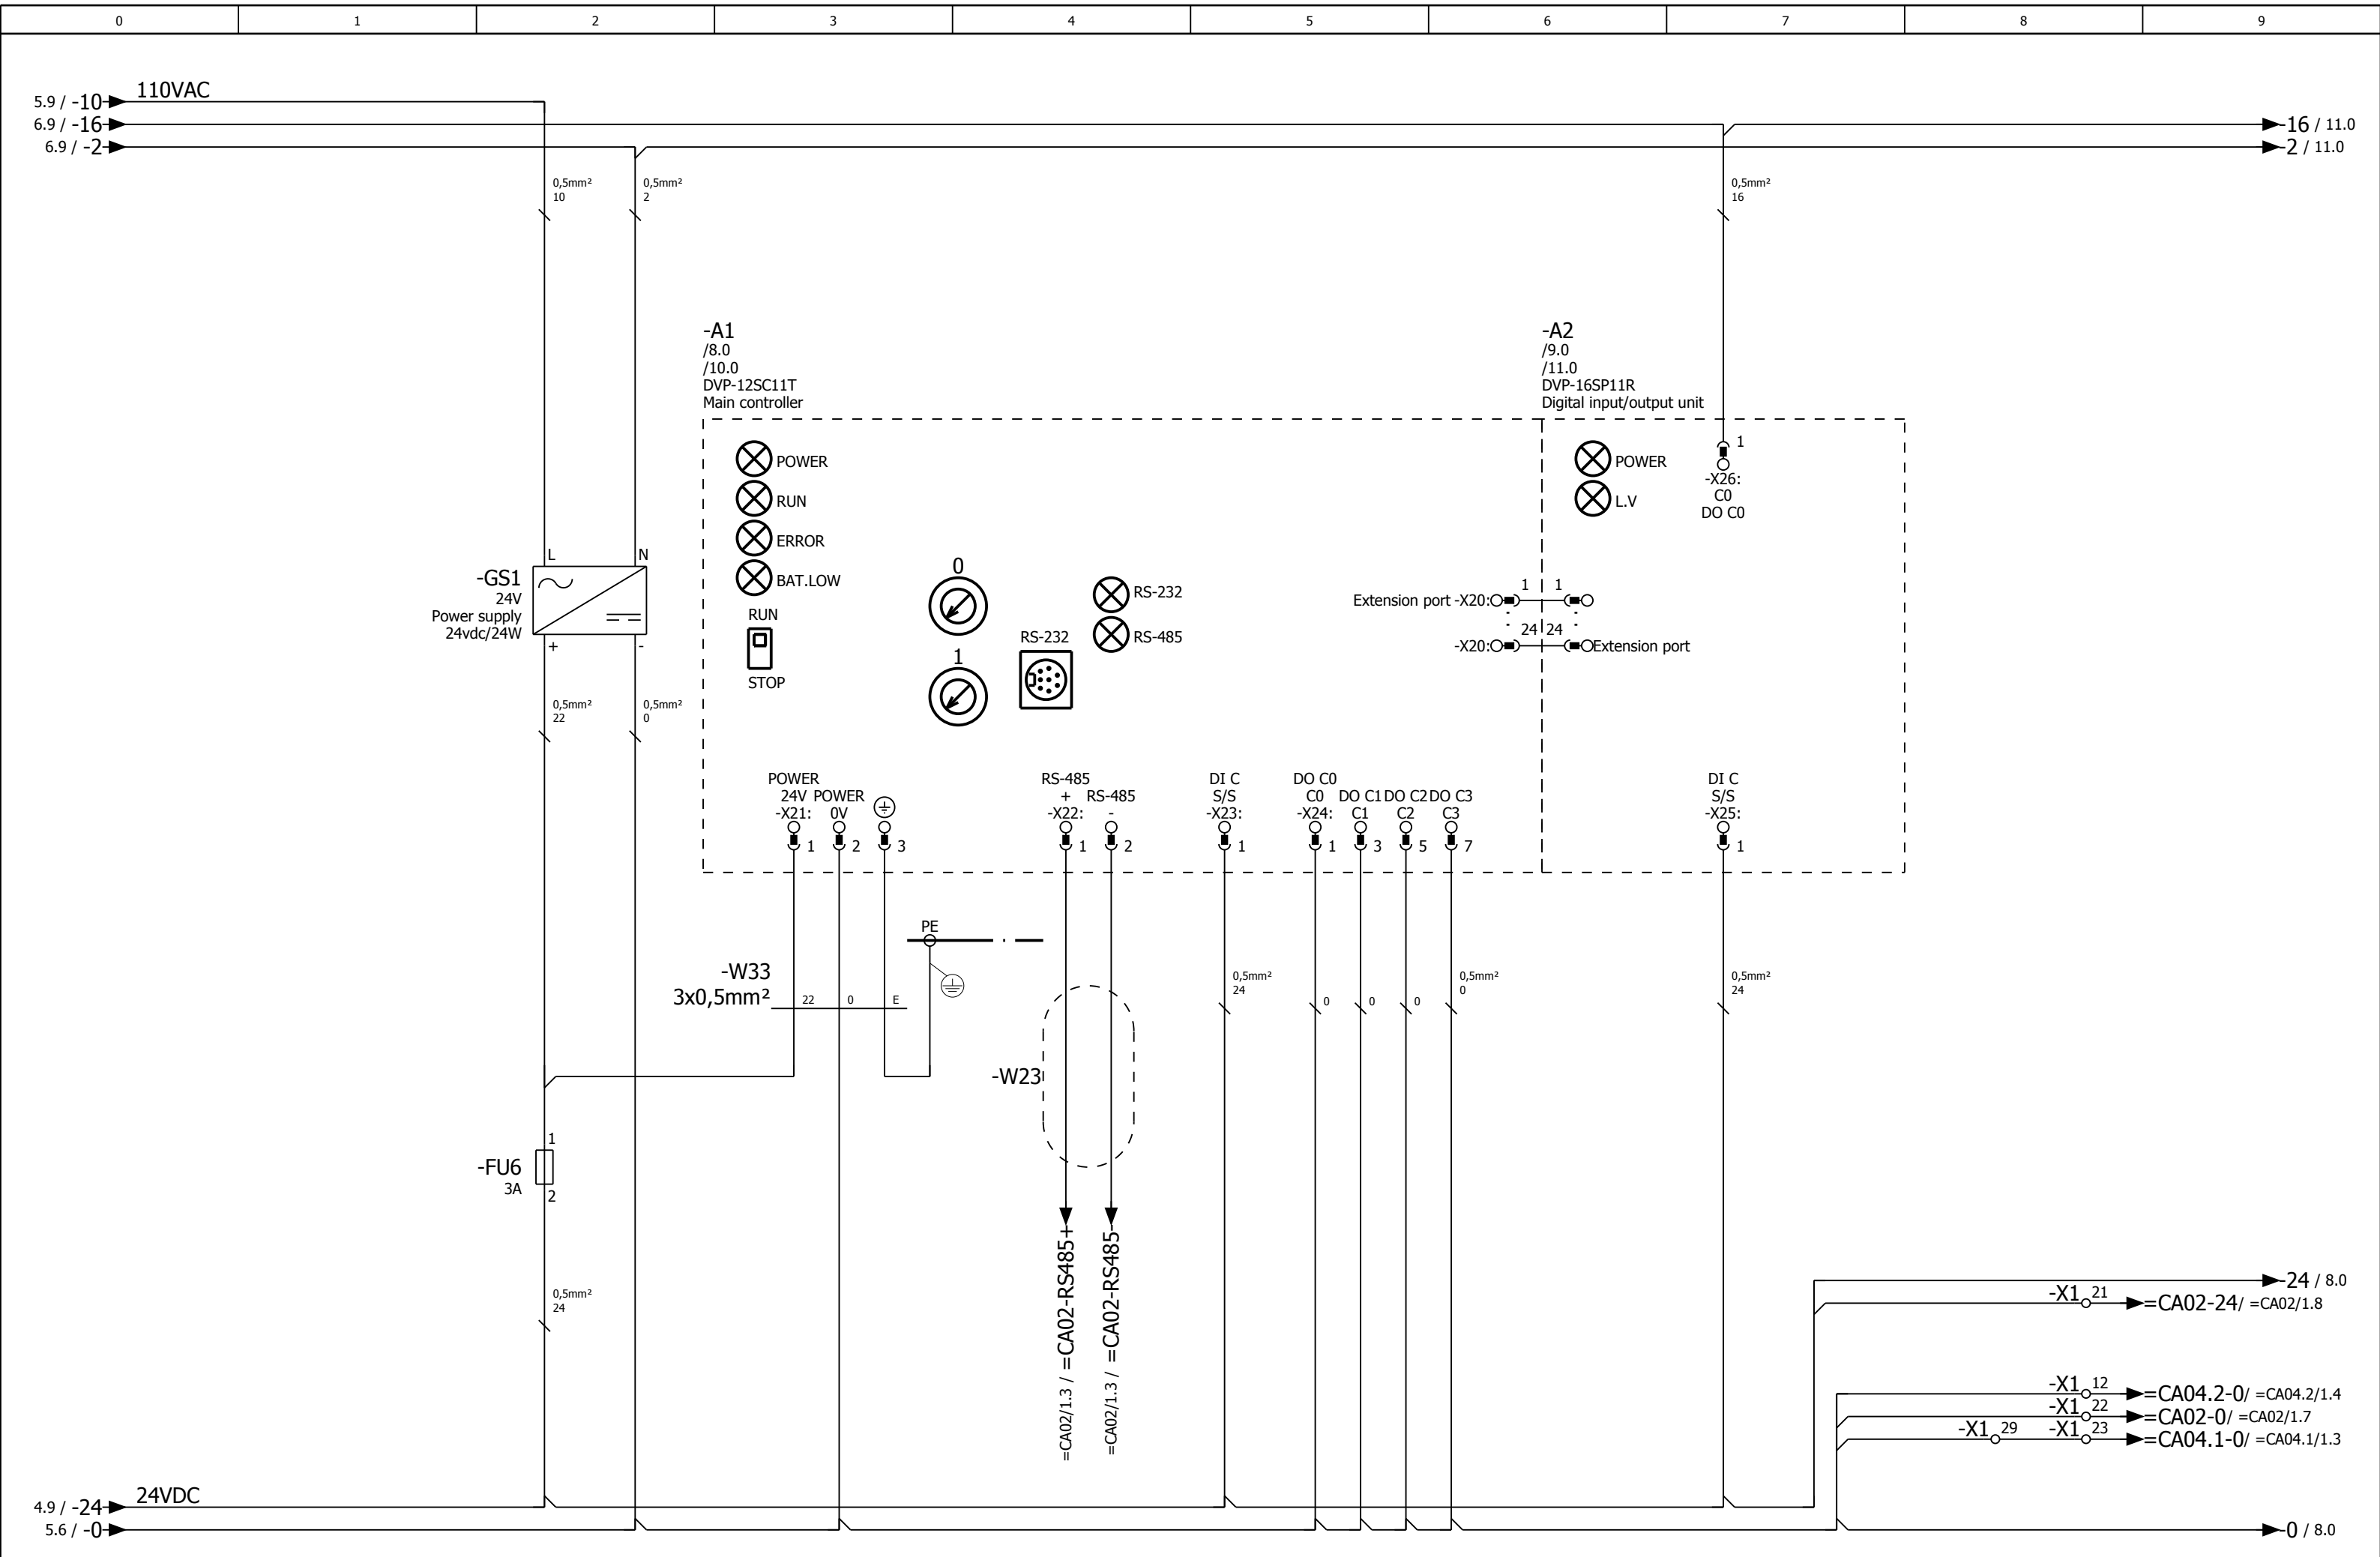 0 1 2 3 4 5 6 7 8 9
5.9 / -10 110VAC
6.9 / -16 -16 / 11.0
6.9 / -2 -2 / 11.0
0,5mm² 0,5mm² 0,5mm²
10 2 16
-A1 -A2
/8.0 /9.0
/10.0 /11.0
DVP-12SC11T DVP-16SP11R
Main controller Digital input/output unit
POWER POWER 1
RUN L.V -X26:
C0
DO C0
ERROR
BAT.LOW
L N
-GS1
24V
Power supply
24vdc/24W
+ -
RUN
STOP
0
1
RS-232
RS-232
RS-485
1 1
Extension port -X20:
24 24
-X20: Extension port
0,5mm² 0,5mm²
22 0
POWER RS-485 DI C DO C0 DI C
24V POWER + RS-485 S/S C0 DO C1 DO C2 DO C3 S/S
-X21: 0V -X22: - -X23: -X24: C1 C2 C3 -X25:
1 2 3 1 2 1 1 3 5 7 1
PE
-W33
3x0,5mm² 22 0 E
0,5mm² 0,5mm² 0,5mm²
24 0 0 0 0 24
-W23
1
-FU6
3A
2
0,5mm²
24
=CA02/1.3 / =CA02-RS485+
=CA02/1.3 / =CA02-RS485-
-24 / 8.0
-X1 21 =CA02-24/ =CA02/1.8
-X1 12 =CA04.2-0/ =CA04.2/1.4
-X1 22 =CA02-0/ =CA02/1.7
-X1 29 -X1 23 =CA04.1-0/ =CA04.1/1.3
4.9 / -24 24VDC
5.6 / -0 -0 / 8.0